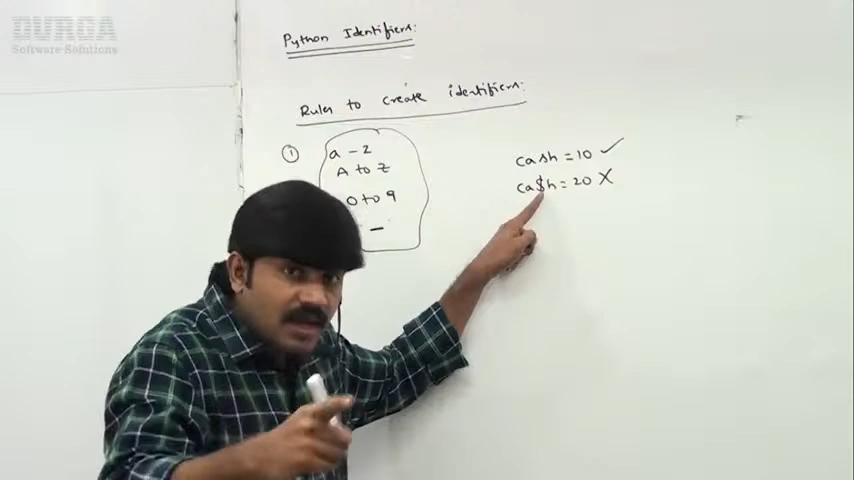 DURGA
Software Solutions
Python Identifiers:
Rules to create identifiers:
① a - z
A to Z
0 to 9
_
cash = 10 ✓
ca$h = 20 X